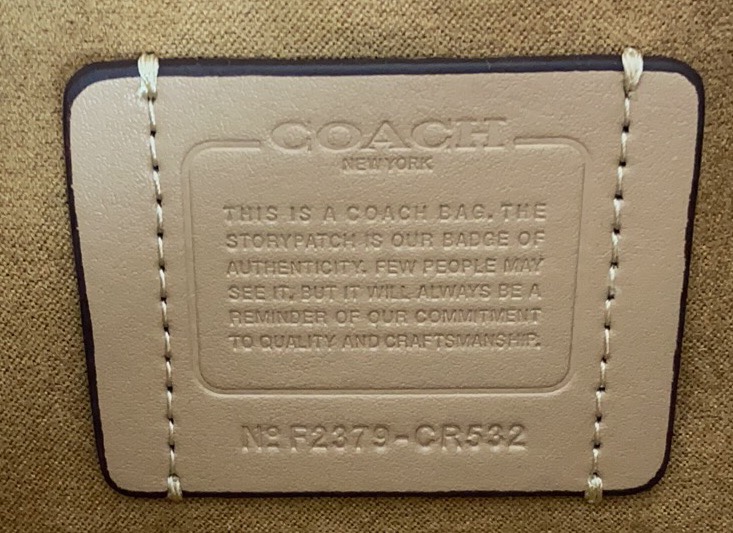 COACH
NEW YORK
THIS IS A COACH BAG. THE
STORYPATCH IS OUR BADGE OF
AUTHENTICITY. FEW PEOPLE MAY
SEE IT, BUT IT WILL ALWAYS BE A
REMINDER OF OUR COMMITMENT
TO QUALITY AND CRAFTSMANSHIP.
Nº F2379-CR532